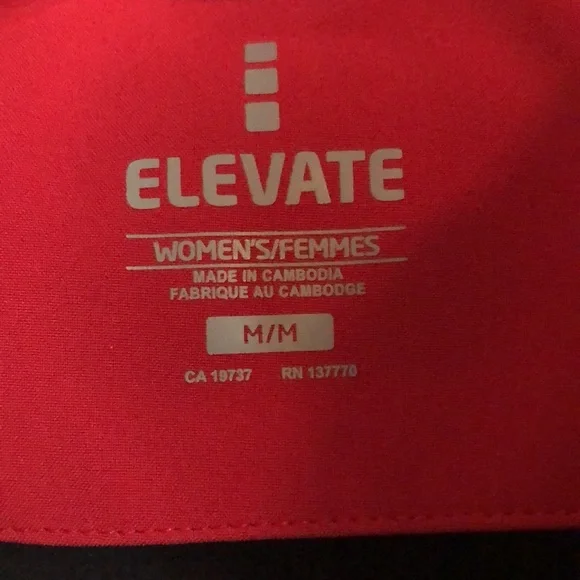 ELEVATE
WOMEN'S/FEMMES
MADE IN CAMBODIA
FABRIQUE AU CAMBODGE
M/M
CA 19737 RN 137770